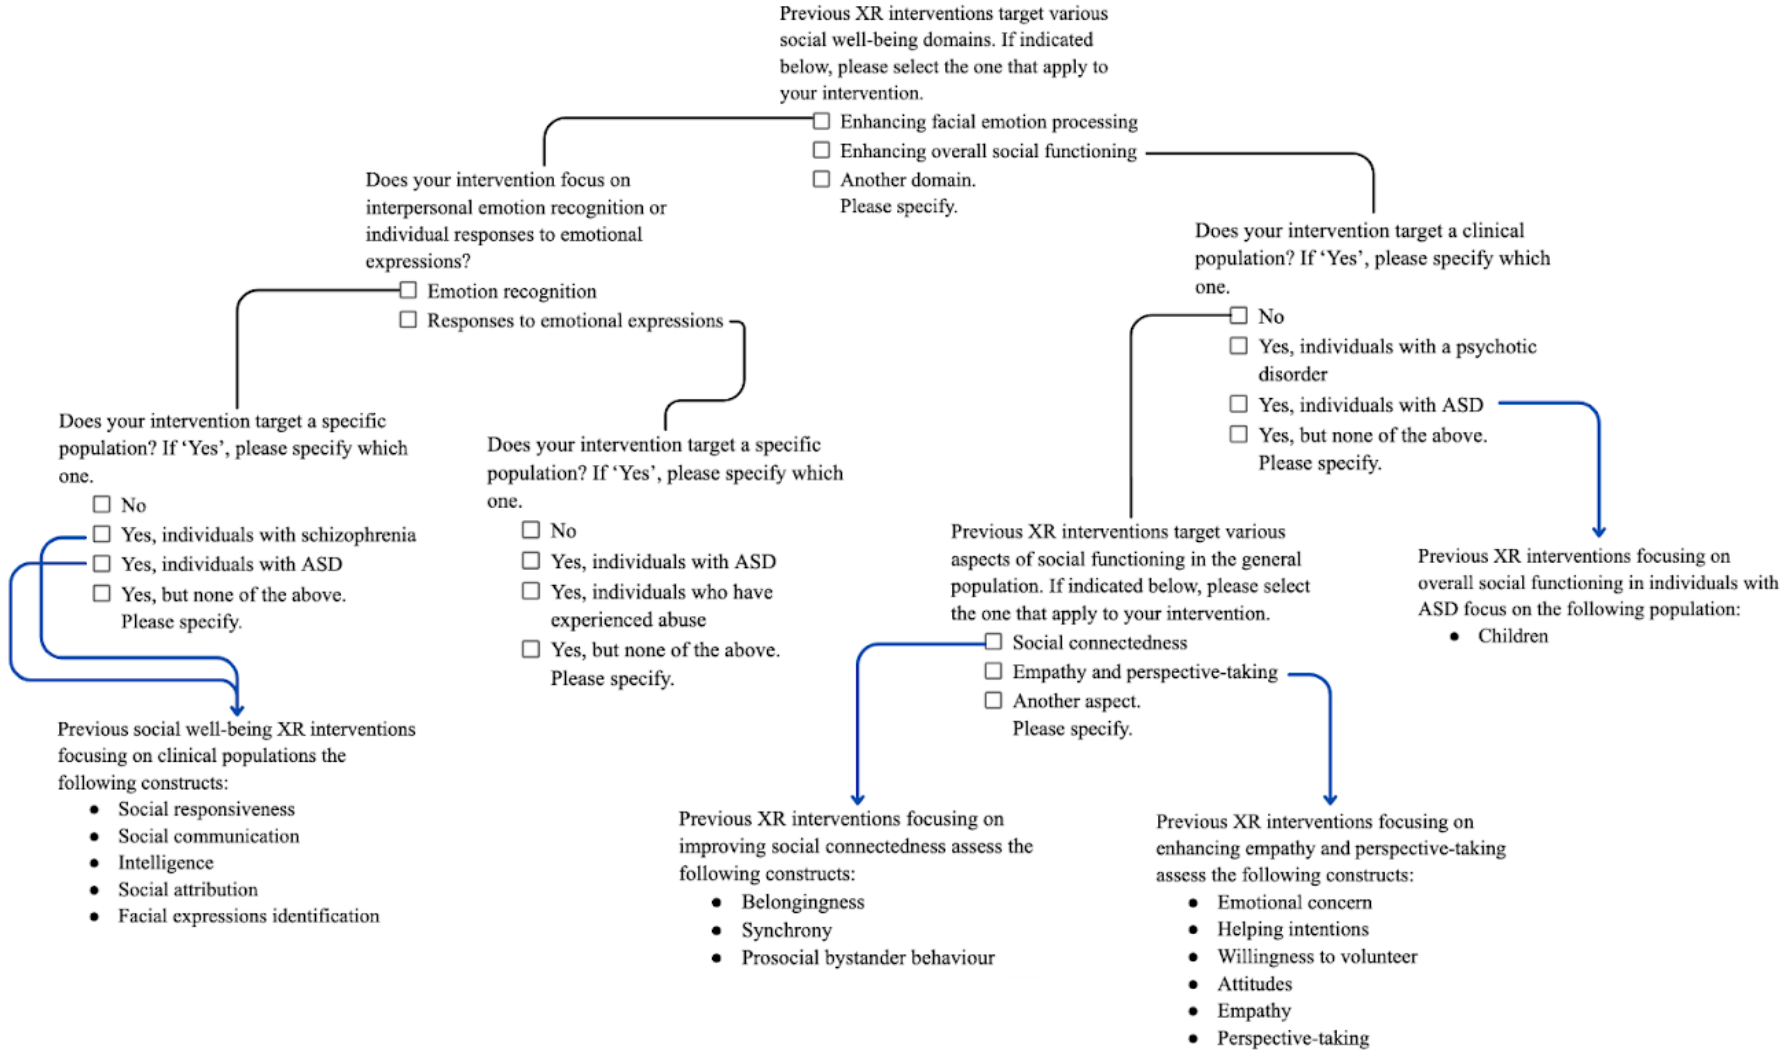 Previous XR interventions target various
social well-being domains. If indicated
below, please select the one that apply to
your intervention.
Enhancing facial emotion processing
Enhancing overall social functioning
Another domain.
Please specify.
Does your intervention focus on
interpersonal emotion recognition or
individual responses to emotional
expressions?
Emotion recognition
Responses to emotional expressions
Does your intervention target a specific
population? If ‘Yes’, please specify which
one.
No
Yes, individuals with schizophrenia
Yes, individuals with ASD
Yes, but none of the above.
Please specify.
Previous social well-being XR interventions
focusing on clinical populations the
following constructs:
● Social responsiveness
● Social communication
● Intelligence
● Social attribution
● Facial expressions identification
Does your intervention target a specific
population? If ‘Yes’, please specify which
one.
No
Yes, individuals with ASD
Yes, individuals who have
experienced abuse
Yes, but none of the above.
Please specify.
Does your intervention target a clinical
population? If ‘Yes’, please specify which
one.
No
Yes, individuals with a psychotic
disorder
Yes, individuals with ASD
Yes, but none of the above.
Please specify.
Previous XR interventions target various
aspects of social functioning in the general
population. If indicated below, please select
the one that apply to your intervention.
Social connectedness
Empathy and perspective-taking
Another aspect.
Please specify.
Previous XR interventions focusing on
overall social functioning in individuals with
ASD focus on the following population:
● Children
Previous XR interventions focusing on
improving social connectedness assess the
following constructs:
● Belongingness
● Synchrony
● Prosocial bystander behaviour
Previous XR interventions focusing on
enhancing empathy and perspective-taking
assess the following constructs:
● Emotional concern
● Helping intentions
● Willingness to volunteer
● Attitudes
● Empathy
● Perspective-taking